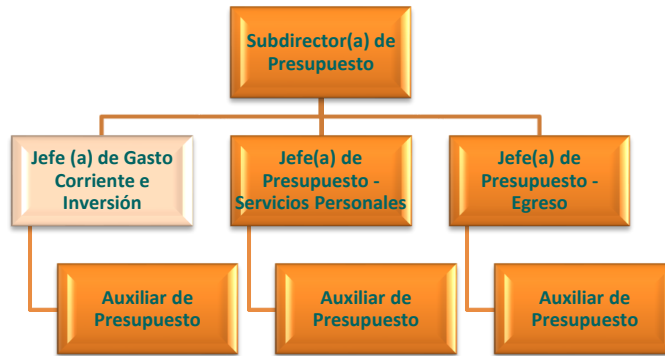 Subdirector(a) de
Presupuesto
Jefe (a) de Gasto
Corriente e
Inversión
Jefe(a) de
Presupuesto -
Servicios Personales
Jefe(a) de
Presupuesto -
Egreso
Auxiliar de
Presupuesto
Auxiliar de
Presupuesto
Auxiliar de
Presupuesto